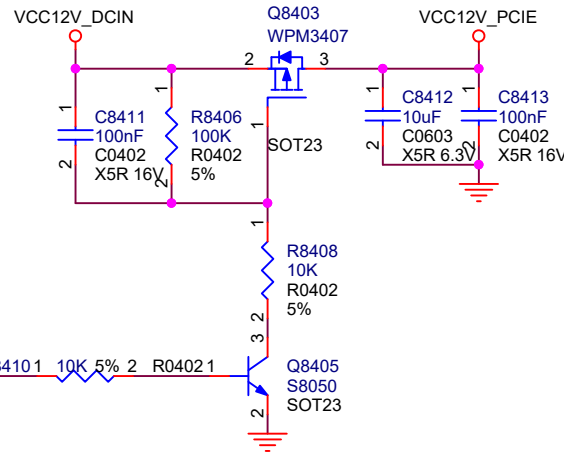 VCC12V_DCIN
Q8403
WPM3407
VCC12V_PCIE
2
3
1
C8411
100nF
C0402
X5R 16V
2
1
R8406
100K
R0402
5%
2
1
SOT23
1
C8412
10uF
C0603
X5R 6.3V
2
1
C8413
100nF
C0402
X5R 16V
2
1
R8408
10K
R0402
5%
2
3
8410 1 10K 5% 2 R0402 1
Q8405
S8050
SOT23
2